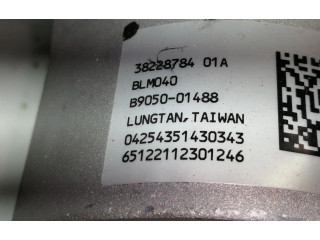 38228784 01A
BLM040
B9050-01488
LUNGTAN, TAIWAN
04254351430343
65122112301246